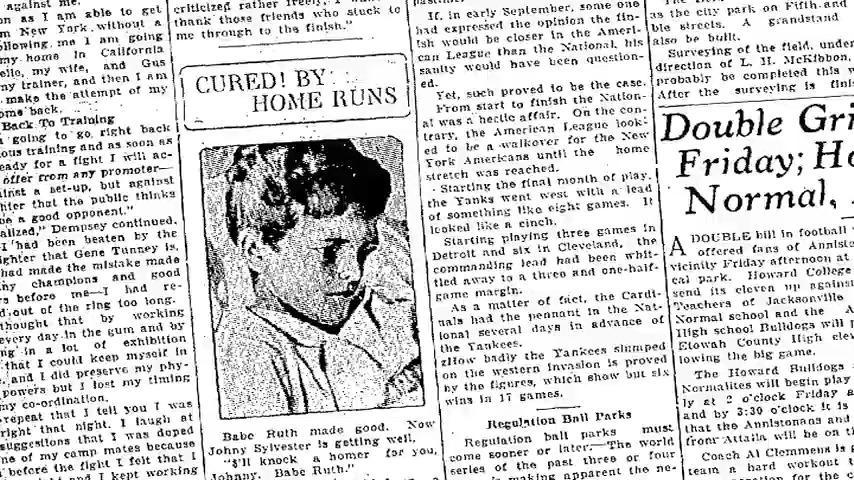 against me.
on as I am able to get
m New York without a
following me I am going
my home in California
ello, my wife, and Gus
my trainer, and then I am
make the attempt of my
ome back.
Back To Training
going to go right back
ous training and as soon as
eady for a fight I will ac-
offer from any promoter—
inst a set-up, but against
hter that the public thinks
be a good opponent."
alized," Dempsey continued,
I had been beaten by the
ighter that Gene Tunney is,
had made the mistake made
ny champions and good
rs before me—I had re-
d out of the ring too long.
thought that by working
every day in the gum and by
ng in a lot of exhibition
that I could keep myself in
, and I did preserve my phy-
powers but I lost my timing
my co-ordination.
repeat that I tell you I was
right that night. I laugh at
suggestions that I was doped
one of my camp mates because
before the fight I felt that I
and I kept working
criticized rather freely,
thank those friends who stuck to
me through to the finish."
CURED! BY
HOME RUNS
Babe Ruth made good. Now
Johny Sylvester is getting well.
"I'll knock a homer for you,
Johnny. Babe Ruth."
If, in early September, some one
had expressed the opinion the fin-
ish would be closer in the Ameri-
can League than the National, his
sanity would have been question-
ed.
Yet, such proved to be the case.
From start to finish the Nation-
al was a hectic affair. On the con-
trary, the American League look-
ed to be a walkover for the New
York Americans until the home
stretch was reached.
Starting the final month of play,
the Yanks went west with a lead
of something like eight games. It
looked like a cinch.
Starting playing three games in
Detroit and six in Cleveland, the
commanding lead had been whit-
tled away to a three and one-half-
game margin.
As a matter of fact, the Cardi-
nals had the pennant in the Nat-
ional several days in advance of
the Yankees.
zHow badly the Yankees slumped
on the western invasion is proved
by the figures, which show but six
wins in 17 games.
Regulation Ball Parks
Regulation ball parks must
come sooner or later.—The world
series of the past three or four
is making apparent the ne-
as the city park on Fifth and
ble streets. A grandstand
also be built.
Surveying of the field, under
direction of L. H. McKibbon,
probably be completed this w
After the surveying is finis
Double Gri
Friday; Ho
Normal,
A DOUBLE bill in football
offered fans of Annisto
vicinity Friday afternoon at
cal park. Howard College
send its eleven up against
Teachers of Jacksonville
Normal school and the A
High school Bulldogs will p
Etowah County High elev
lowing the big game.
The Howard Bulldogs a
Normalites will begin play
ly at 2 o'clock Friday a
and by 3:30 o'clock it is
that the Annistonans and
from Attalla will be on th
Coach Al Clemmens is g
team a hard workout t